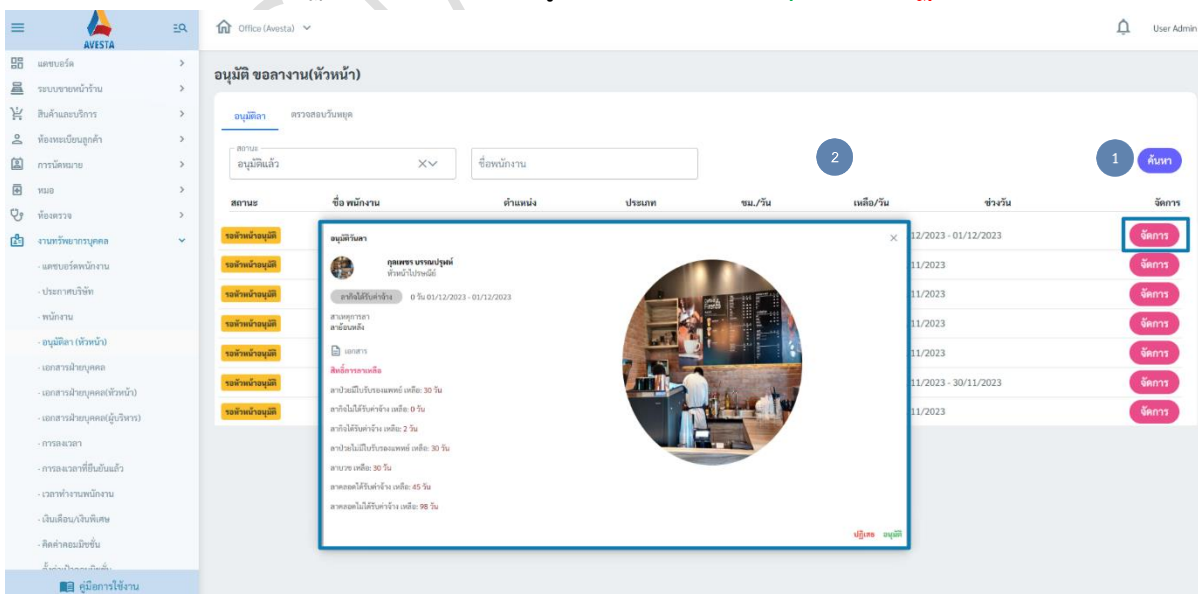 AVESTA
Office (Avesta)
User Admin
แดชบอร์ด
ระบบขายหน้าร้าน
สินค้าและบริการ
ห้องทะเบียนลูกค้า
การนัดหมาย
หมอ
ห้องตรวจ
งานทรัพยากรบุคคล
- แดชบอร์ดพนักงาน
- ประกาศบริษัท
- พนักงาน
- อนุมัติลา (หัวหน้า)
- เอกสารฝ่ายบุคคล
- เอกสารฝ่ายบุคคล(หัวหน้า)
- เอกสารฝ่ายบุคคล(ผู้บริหาร)
- การลงเวลา
- การลงเวลาที่ยืนยันแล้ว
- เวลาทำงานพนักงาน
- เงินเดือน/เงินพิเศษ
- คิดค่าคอมมิชชั่น
คู่มือการใช้งาน
อนุมัติ ขอลางาน(หัวหน้า)
อนุมัติลา ตรวจสอบวันหยุด
สถานะ
อนุมัติแล้ว ชื่อพนักงาน 2 1 ค้นหา
สถานะ ชื่อ พนักงาน ตำแหน่ง ประเภท ชม./วัน เหลือ/วัน ช่วงวัน จัดการ
รอหัวหน้าอนุมัติ 12/2023 - 01/12/2023 จัดการ
รอหัวหน้าอนุมัติ 11/2023 จัดการ
รอหัวหน้าอนุมัติ 11/2023 จัดการ
รอหัวหน้าอนุมัติ 11/2023 จัดการ
รอหัวหน้าอนุมัติ 11/2023 จัดการ
รอหัวหน้าอนุมัติ 11/2023 - 30/11/2023 จัดการ
รอหัวหน้าอนุมัติ 11/2023 จัดการ
อนุมัติวันลา
หัวหน้าไปรษณีย์
ลากิจได้รับค่าจ้าง 0 วัน 01/12/2023 - 01/12/2023
สาเหตุการลา
ลาย้อนหลัง
เอกสาร
สิทธิ์การลาเหลือ
ลาป่วยมีใบรับรองแพทย์ เหลือ: 30 วัน
ลากิจไม่ได้รับค่าจ้าง เหลือ: 0 วัน
ลากิจได้รับค่าจ้าง เหลือ: 2 วัน
ลาป่วยไม่มีใบรับรองแพทย์ เหลือ: 30 วัน
ลาบวช เหลือ: 30 วัน
ลาคลอดได้รับค่าจ้าง เหลือ: 45 วัน
ลาคลอดไม่ได้รับค่าจ้าง เหลือ: 98 วัน
ปฏิเสธ อนุมัติ